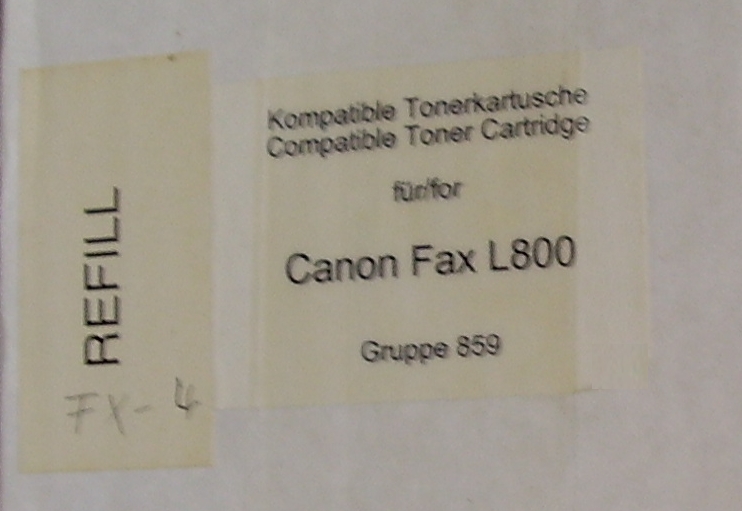 REFILL
FX-4
Kompatible Tonerkartusche
Compatible Toner Cartridge
für/for
Canon Fax L800
Gruppe 859